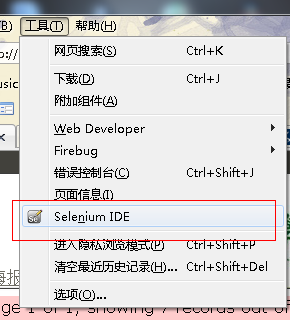 (B) 工具(T) 帮助(H)
网页搜索(S) Ctrl+K
下载(D) Ctrl+J
附加组件(A)
Web Developer
Firebug
错误控制台(C) Ctrl+Shift+J
页面信息(I)
Se Selenium IDE
进入隐私浏览模式(P) Ctrl+Shift+P
清空最近历史记录(H)... Ctrl+Shift+Del
选项(O)...
p://
usic
海报
age 1 of 1, showing 7 records out of